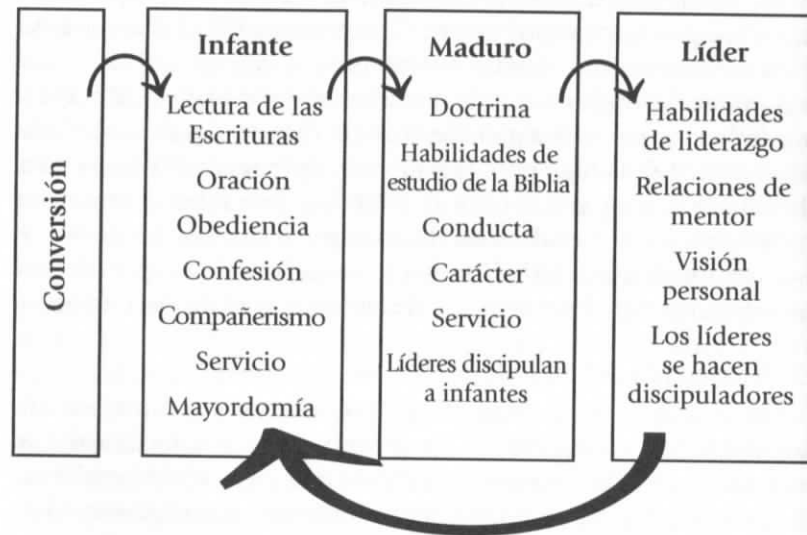 Conversión
Infante
Lectura de las
Escrituras
Oración
Obediencia
Confesión
Compañerismo
Servicio
Mayordomía
Maduro
Doctrina
Habilidades de
estudio de la Biblia
Conducta
Carácter
Servicio
Líderes discipulan
a infantes
Líder
Habilidades
de liderazgo
Relaciones de
mentor
Visión
personal
Los líderes
se hacen
discipuladores